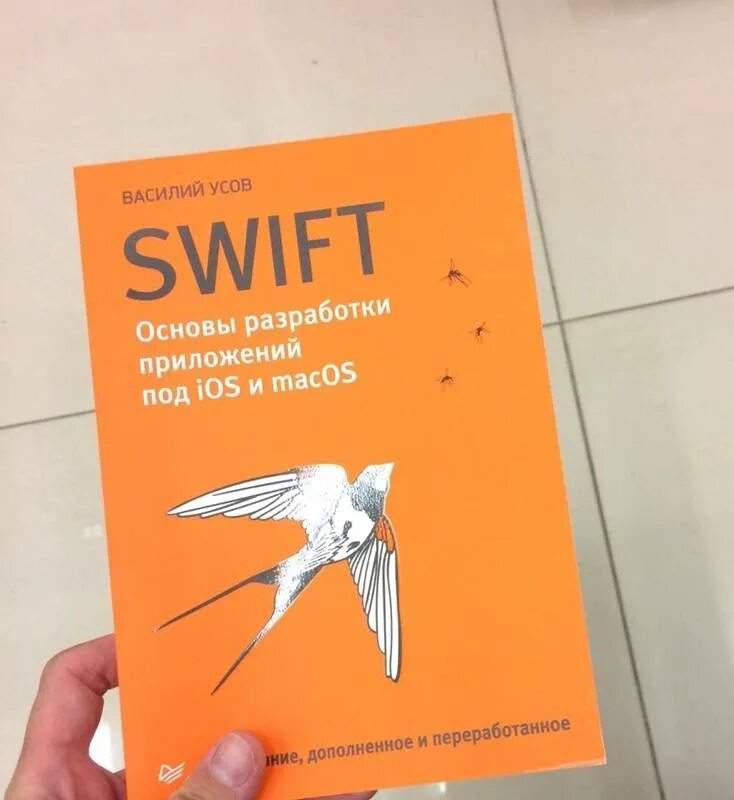 ВАСИЛИЙ УСОВ
SWIFT
Основы разработки
приложений
под iOS и macOS
дополненное и переработанное